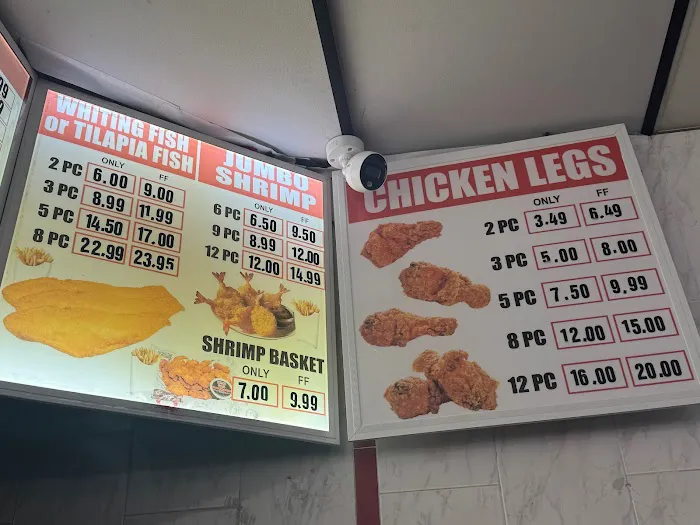 WHITING FISH
or TILAPIA FISH
ONLY FF
2 PC 6.00 9.00
3 PC 8.99 11.99
5 PC 14.50 17.00
8 PC 22.99 23.95
JUMBO
SHRIMP
ONLY FF
6 PC 6.50 9.50
9 PC 8.99 12.00
12 PC 12.00 14.99
SHRIMP BASKET
ONLY FF
7.00 9.99
CHICKEN LEGS
ONLY FF
2 PC 3.49 6.49
3 PC 5.00 8.00
5 PC 7.50 9.99
8 PC 12.00 15.00
12 PC 16.00 20.00